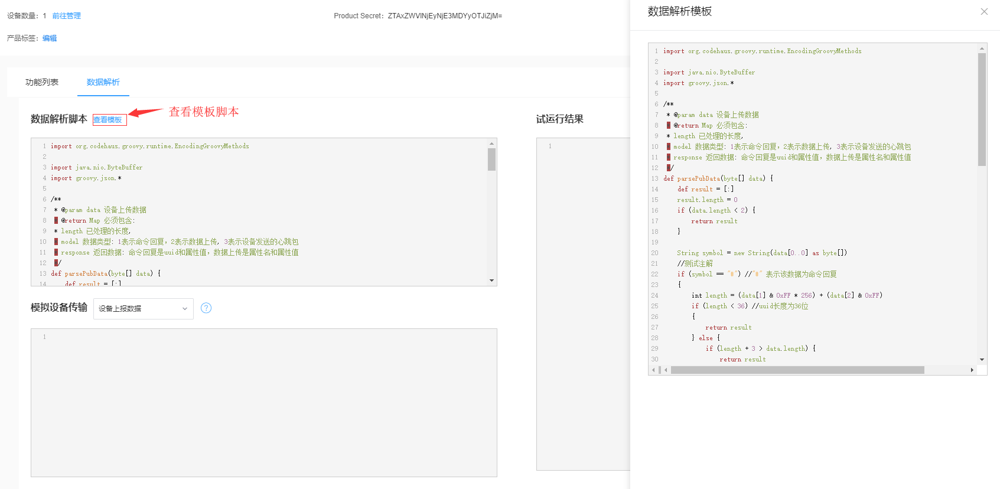 设备数量：1 前往管理
Product Secret：ZTAxZWVlNjEyNjE3MDYyOTJiZjM=
产品标签：编辑
功能列表 数据解析
数据解析脚本 查看模板 查看模板脚本
1 import org.codehaus.groovy.runtime.EncodingGroovyMethods
2
3 import java.nio.ByteBuffer
4 import groovy.json.*
5
6 /**
7 * @param data 设备上传数据
8 * @return Map 必须包含:
9 * length 已处理的长度,
10 * model 数据类型: 1表示命令回复, 2表示数据上传, 3表示设备发送的心跳包
11 * response 返回数据: 命令回复是uuid和属性值, 数据上传是属性名和属性值
12 */
13 def parsePubData(byte[] data) {
14 def result = [:]
模拟设备传输 设备上报数据 ?
1
试运行结果
1
数据解析模板
1 import org.codehaus.groovy.runtime.EncodingGroovyMethods
2
3 import java.nio.ByteBuffer
4 import groovy.json.*
5
6 /**
7 * @param data 设备上传数据
8 * @return Map 必须包含:
9 * length 已处理的长度,
10 * model 数据类型: 1表示命令回复, 2表示数据上传, 3表示设备发送的心跳包
11 * response 返回数据: 命令回复是uuid和属性值, 数据上传是属性名和属性值
12 */
13 def parsePubData(byte[] data) {
14 def result = [:]
15 result.length = 0
16 if (data.length < 2) {
17 return result
18 }
19
20 String symbol = new String(data[0..0] as byte[])
21 //测试注解
22 if (symbol == "#") //"#" 表示该数据为命令回复
23 {
24 int length = (data[1] & 0xFF * 256) + (data[2] & 0xFF)
25 if (length < 36) //uuid长度为36位
26 {
27 return result
28 } else {
29 if (length + 3 > data.length) {
30 return result